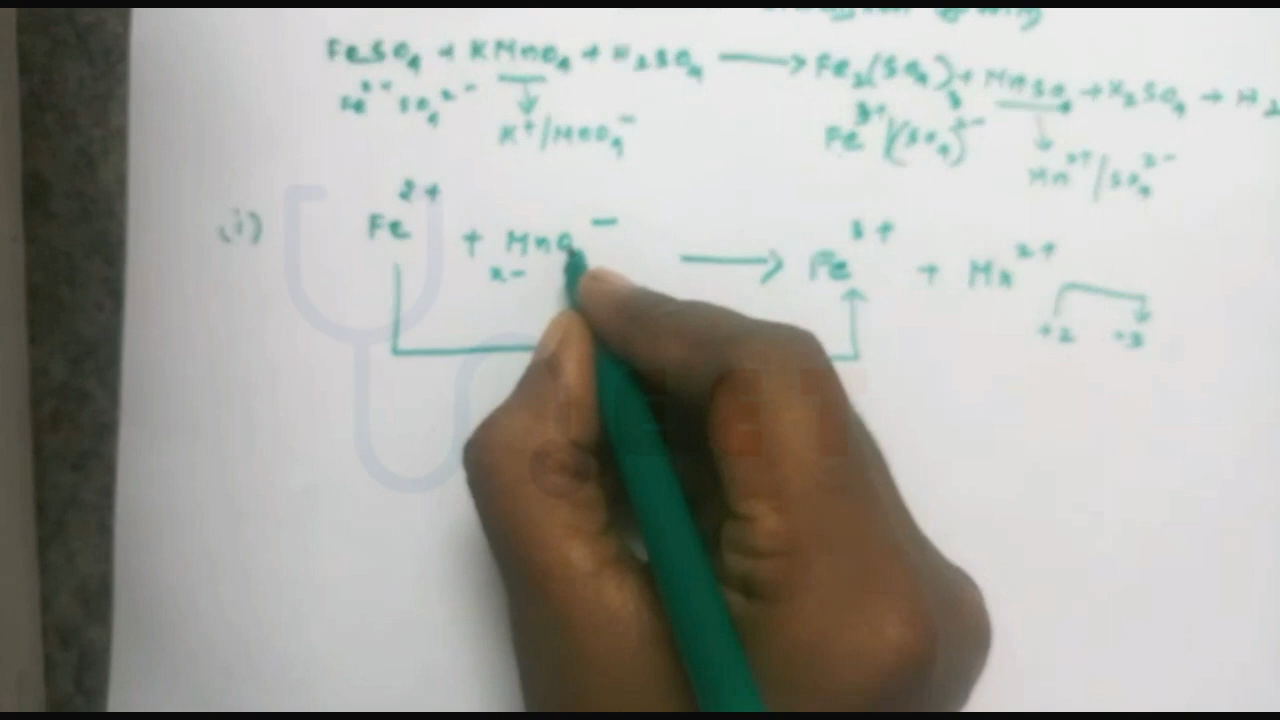 FeSO₄ + KMnO₄ + H₂SO₄ ⟶ Fe₂(SO₄)₃ + MnSO₄ + K₂SO₄ + H₂
Fe²⁺ SO₄²⁻ K⁺/MnO₄⁻ Fe³⁺/(SO₄)²⁻ Mn²⁺/SO₄²⁻
(i) Fe²⁺ + MnO₄⁻ ⟶ Fe³⁺ + Mn²⁺
x- +2 +3